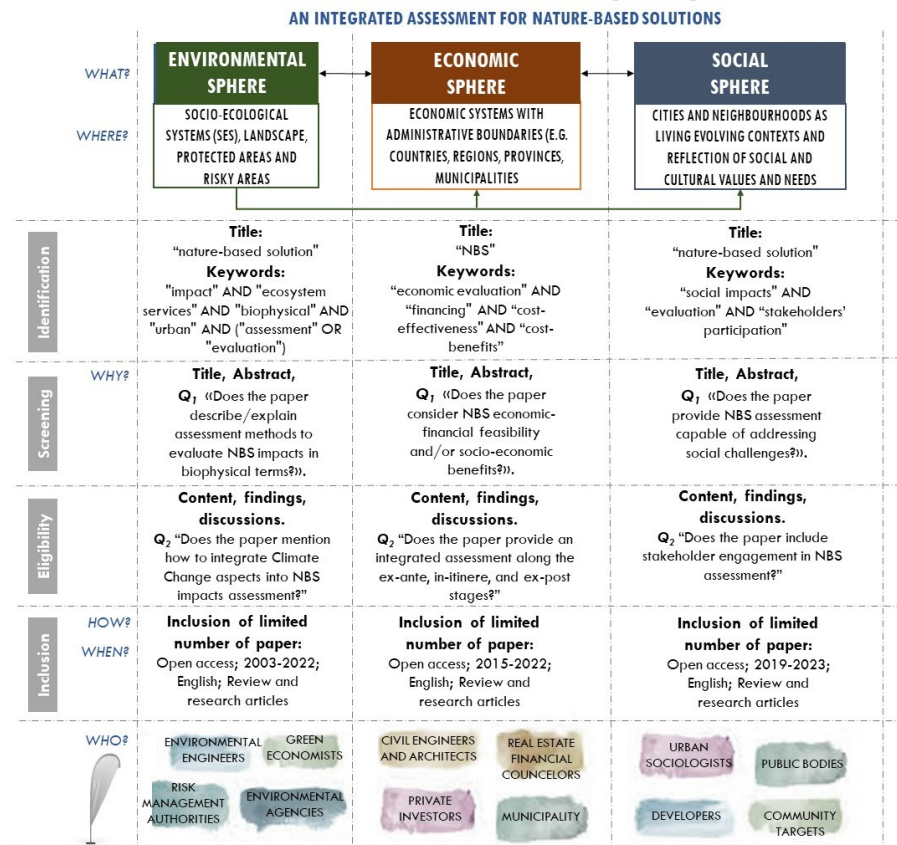 AN INTEGRATED ASSESSMENT FOR NATURE-BASED SOLUTIONS
WHAT?
ENVIRONMENTAL
SPHERE
ECONOMIC
SPHERE
SOCIAL
SPHERE
WHERE?
SOCIO-ECOLOGICAL
SYSTEMS (SES), LANDSCAPE,
PROTECTED AREAS AND
RISKY AREAS
ECONOMIC SYSTEMS WITH
ADMINISTRATIVE BOUNDARIES (E.G.
COUNTRIES, REGIONS, PROVINCES,
MUNICIPALITIES
CITIES AND NEIGHBOURHOODS AS
LIVING EVOLVING CONTEXTS AND
REFLECTION OF SOCIAL AND
CULTURAL VALUES AND NEEDS
Identification
Title:
“nature-based solution"
Keywords:
"impact" AND "ecosystem
services" AND "biophysical" AND
"urban" AND ("assessment" OR
"evaluation")
Title:
“NBS"
Keywords:
“economic evaluation” AND
“financing” AND “cost-
effectiveness” AND “cost-
benefits”
Title:
“nature-based solution"
Keywords:
“social impacts” AND
“evaluation” AND “stakeholders’
participation”
WHY?
Screening
Title, Abstract,
Q1 «Does the paper
describe/explain
assessment methods to
evaluate NBS impacts in
biophysical terms?».
Title, Abstract,
Q1 «Does the paper
consider NBS economic-
financial feasibility
and/or socio-economic
benefits?».
Title, Abstract,
Q1 «Does the paper
provide NBS assessment
capable of addressing
social challenges?».
Eligibility
Content, findings,
discussions.
Q2 “Does the paper mention
how to integrate Climate
Change aspects into NBS
impacts assessment?”
Content, findings,
discussions.
Q2 “Does the paper provide an
integrated assessment along the
ex-ante, in-itinere, and ex-post
stages?”
Content, findings,
discussions.
Q2 “Does the paper include
stakeholder engagement in NBS
assessment?”
HOW?
WHEN?
Inclusion
Inclusion of limited
number of paper:
Open access; 2003-2022;
English; Review and
research articles
Inclusion of limited
number of paper:
Open access; 2015-2022;
English; Review and
research articles
Inclusion of limited
number of paper:
Open access; 2019-2023;
English; Review and
research articles
WHO?
ENVIRONMENTAL
ENGINEERS
GREEN
ECONOMISTS
RISK
MANAGEMENT
AUTHORITIES
ENVIRONMENTAL
AGENCIES
CIVIL ENGINEERS
AND ARCHITECTS
REAL ESTATE
FINANCIAL
COUNCELORS
PRIVATE
INVESTORS
MUNICIPALITY
URBAN
SOCIOLOGISTS
PUBLIC BODIES
DEVELOPERS
COMMUNITY
TARGETS